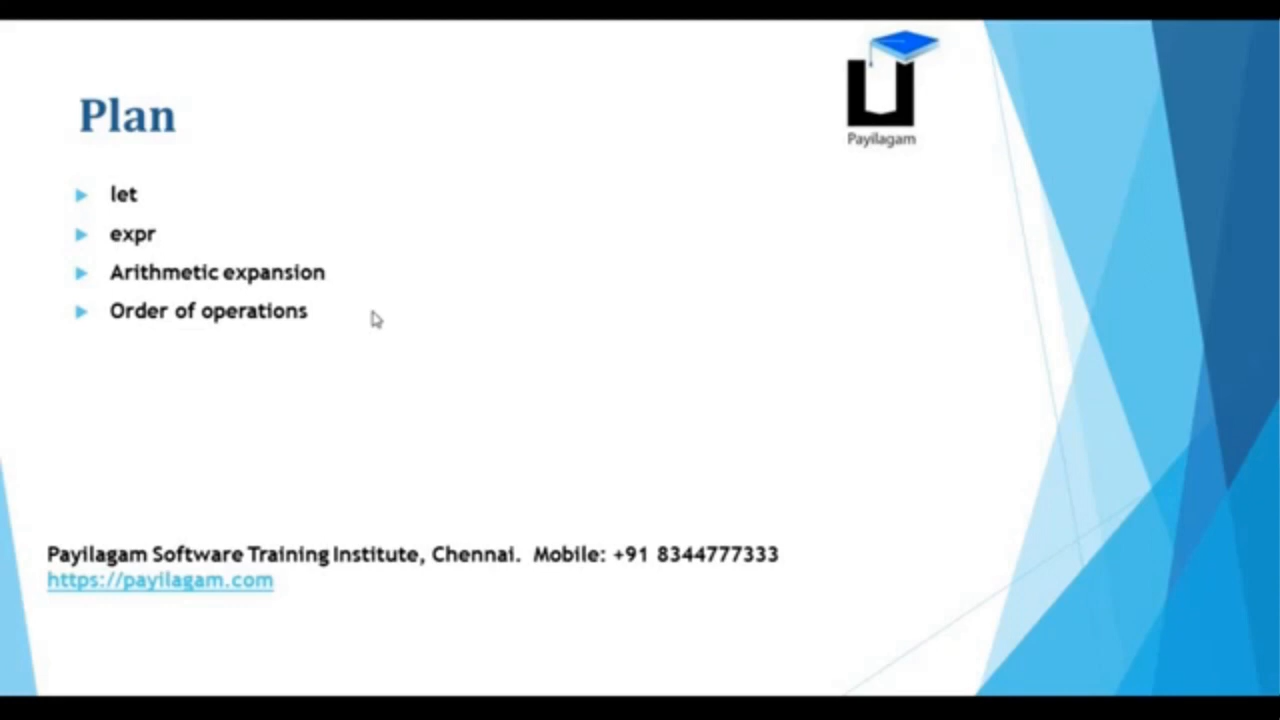 Payilagam
Plan
let
expr
Arithmetic expansion
Order of operations
Payilagam Software Training Institute, Chennai. Mobile: +91 8344777333
https://payilagam.com